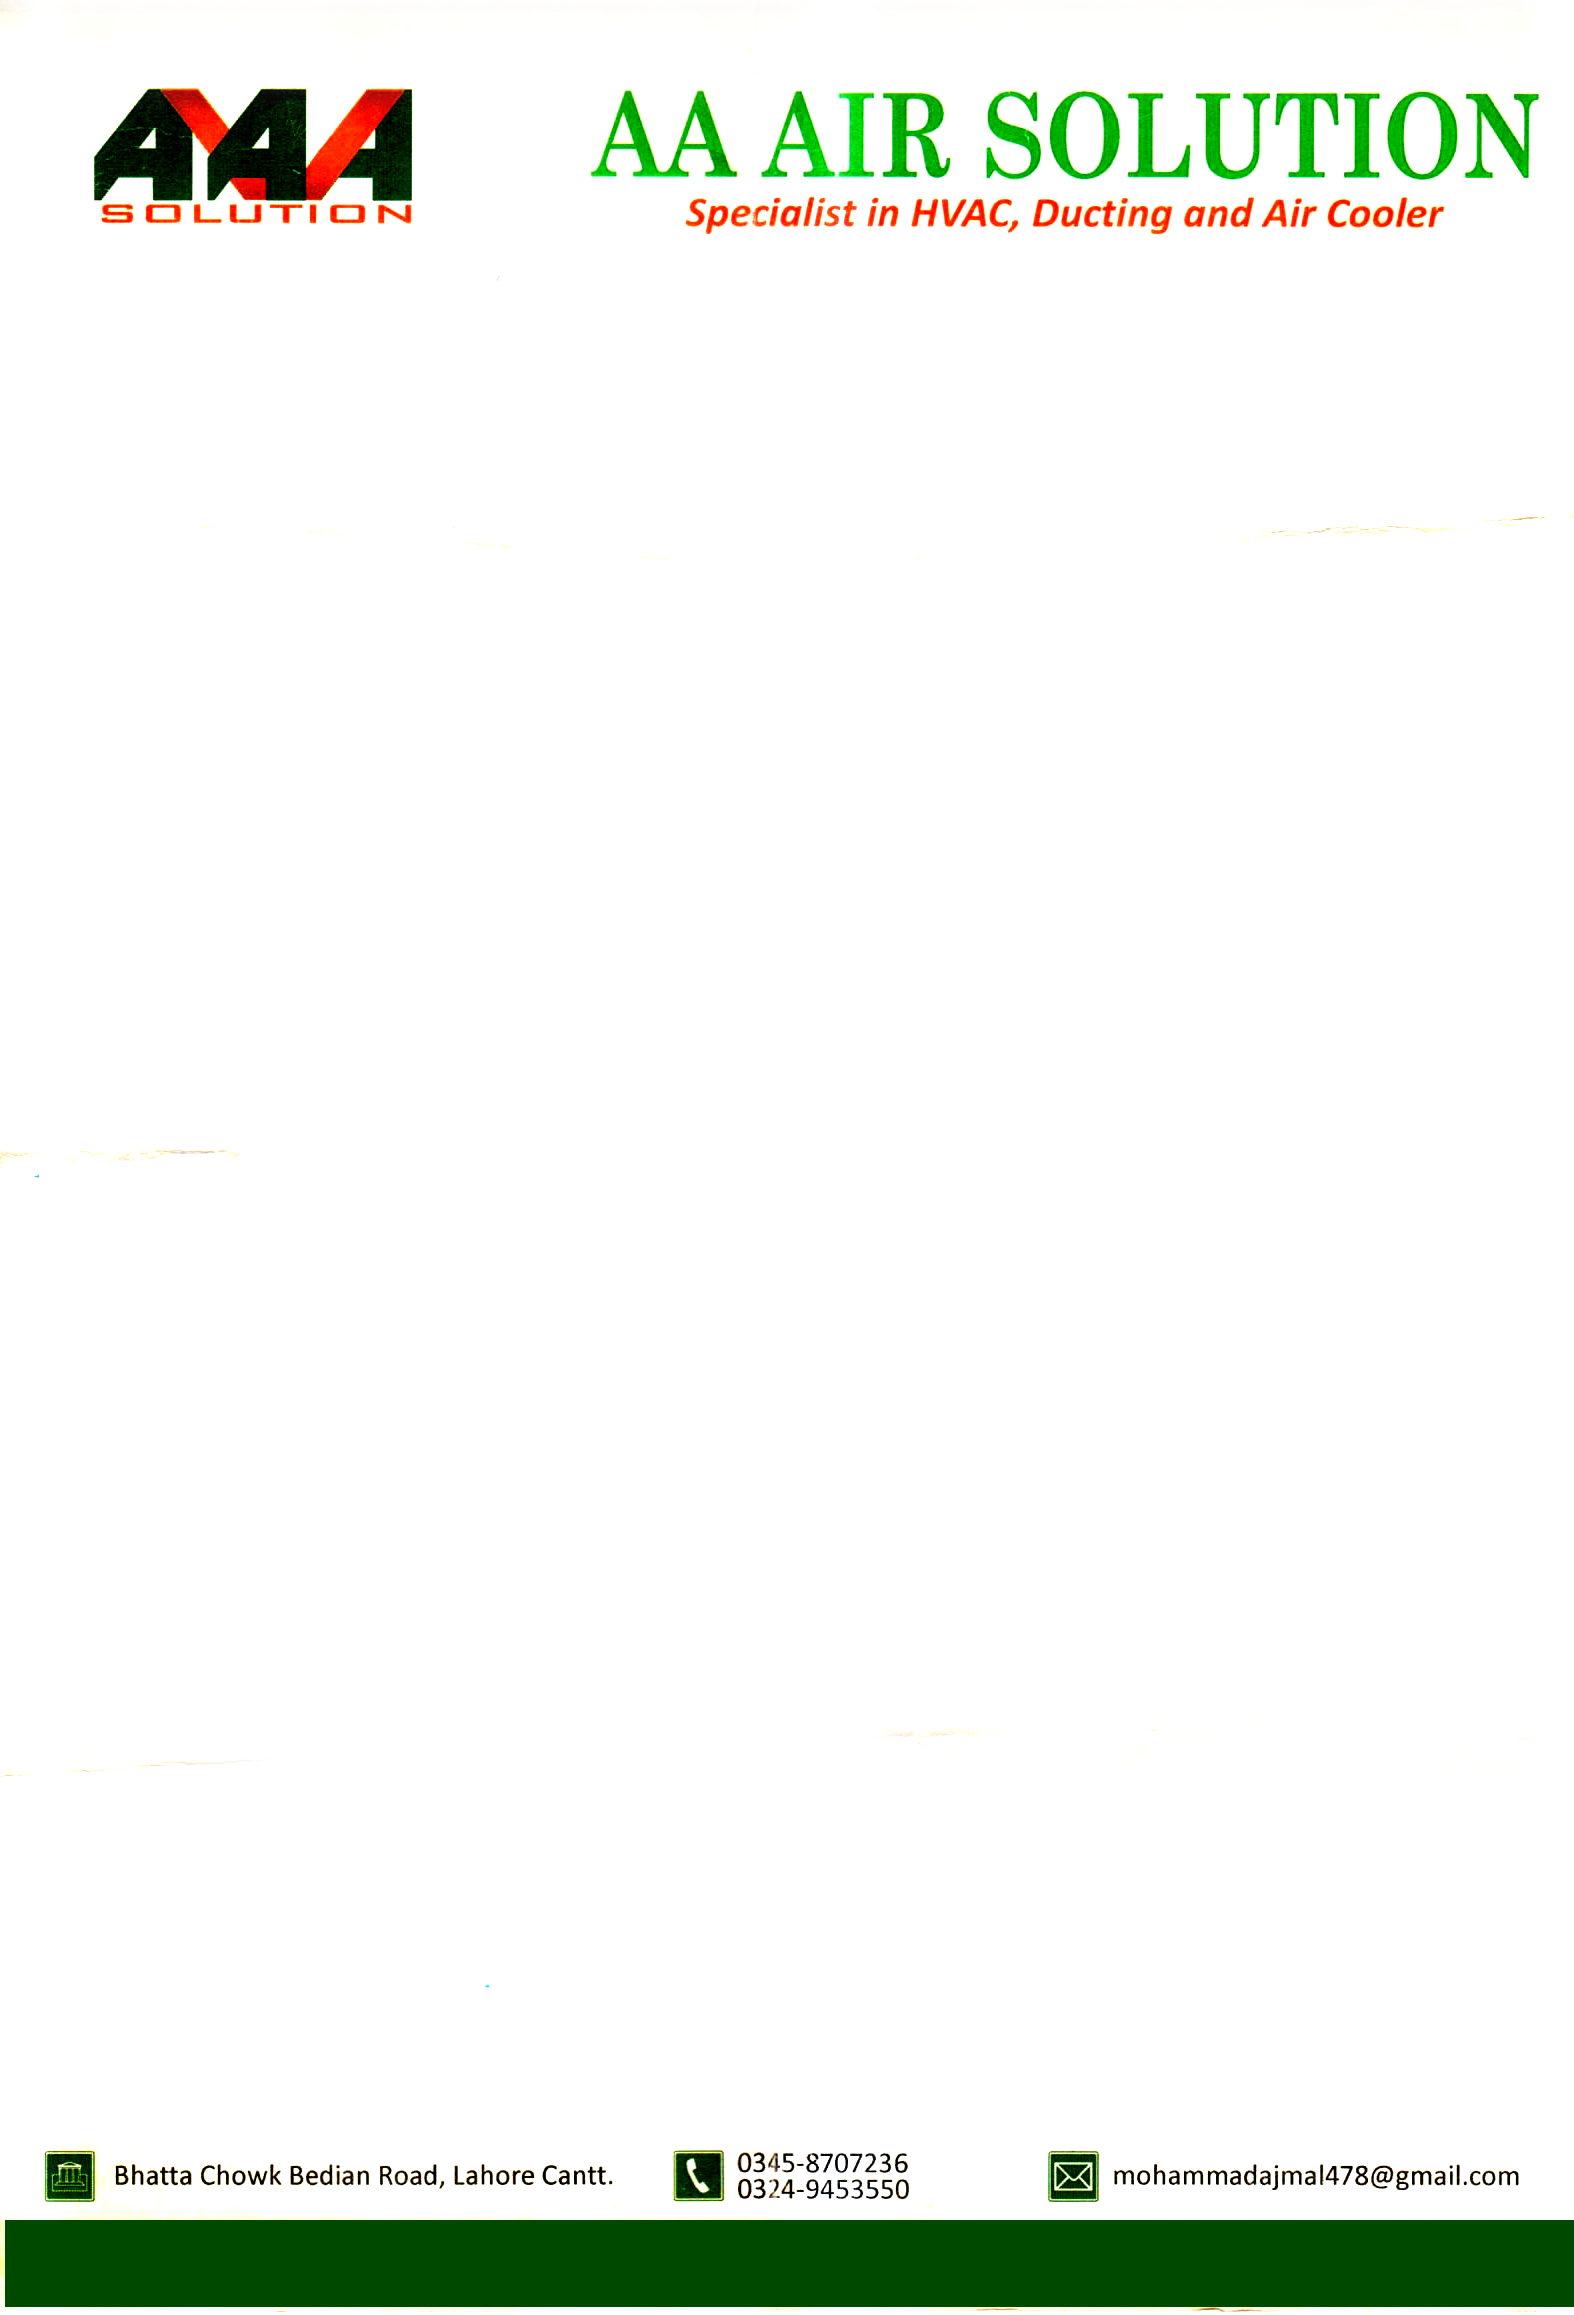 AAA
SOLUTION
AA AIR SOLUTION
Specialist in HVAC, Ducting and Air Cooler
Bhatta Chowk Bedian Road, Lahore Cantt.
0345-8707236
0324-9453550
mohammadajmal478@gmail.com